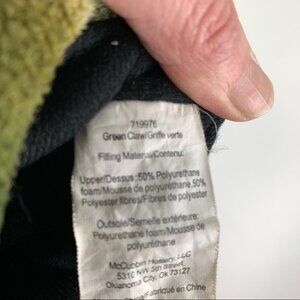 719976
Green Claw/Griffe verte
Filling Material/Contenu:
Upper/Dessus: 50% Polyurethane
foam/Mousse de polyuréthane,50%
Polyester fibres/Fibres de polyester
Outsole/Semelle extérieure:
Polyurethane foam/Mousse de
polyuréthane
McCubbin Hosiery, LLC
5310 NW 5th Street
Oklahoma City, Ok 73127
Fabriqué en Chine